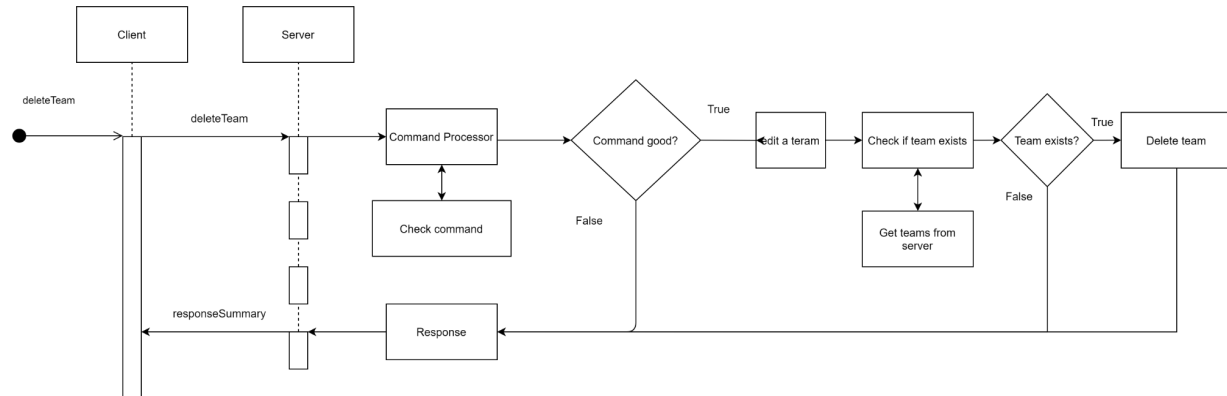 Client
Server
deleteTeam
deleteTeam
Command Processor
Command good?
True
edit a teram
Check if team exists
Team exists?
True
Delete team
Check command
False
False
Get teams from
server
responseSummary
Response